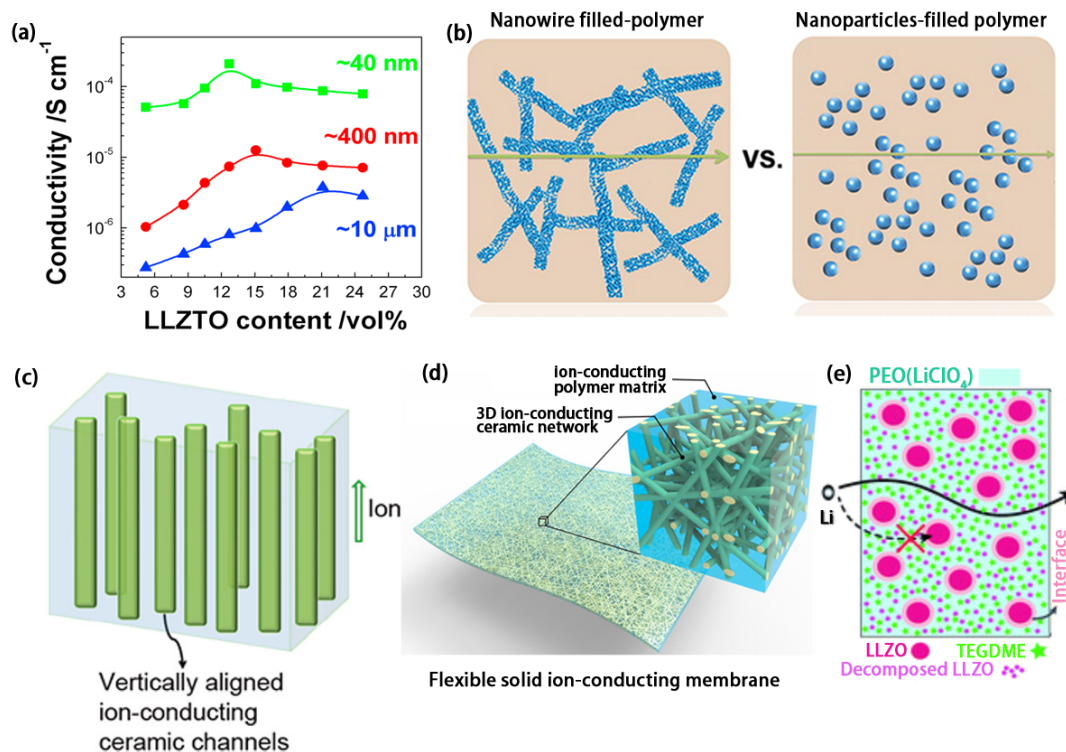 (a)
Conductivity /S cm⁻¹
10⁻⁴
10⁻⁵
10⁻⁶
~40 nm
~400 nm
~10 μm
3 6 9 12 15 18 21 24 27 30
LLZTO content /vol%
(b)
Nanowire filled-polymer
VS.
Nanoparticles-filled polymer
(c)
Ion
Vertically aligned
ion-conducting
ceramic channels
(d)
ion-conducting
polymer matrix
3D ion-conducting
ceramic network
Flexible solid ion-conducting membrane
(e)
PEO(LiClO₄)
Li
Interface
LLZO
TEGDME
Decomposed LLZO